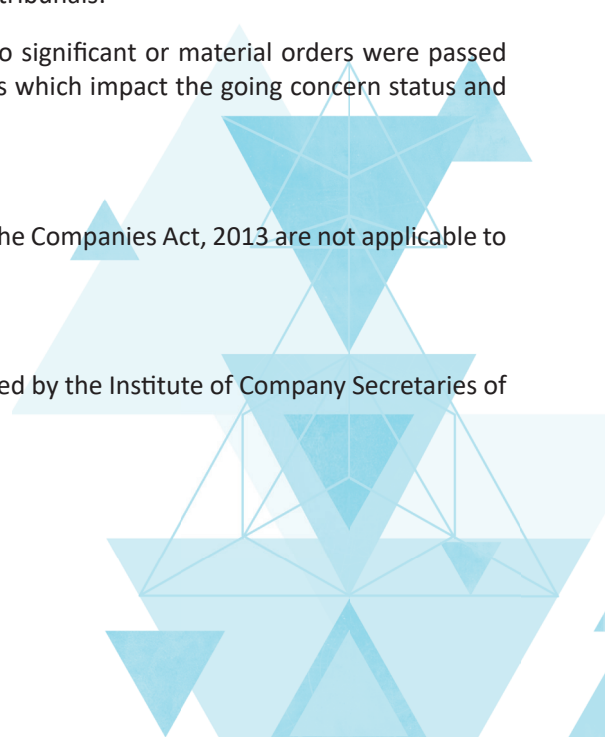 tribunals.
o significant or material orders were passed
s which impact the going concern status and
he Companies Act, 2013 are not applicable to
ed by the Institute of Company Secretaries of